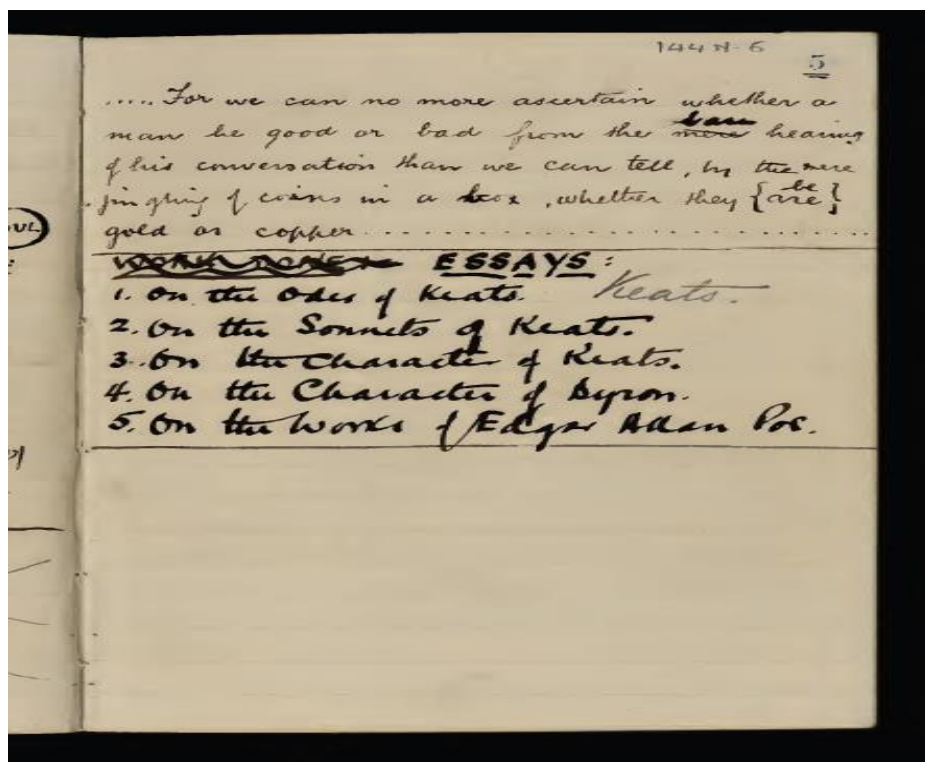 144N-6
5
..... For we can no more ascertain whether a
man be good or bad from the mere bare hearing
of his conversation than we can tell, by the mere
jingling of coins in a box, whether they {are be}
gold or copper..............................
ESSAYS:
1. On the Odes of Keats. Keats.
2. On the Sonnets of Keats.
3. On the Character of Keats.
4. On the Character of Byron.
5. On the Works of Edgar Allan Poe.